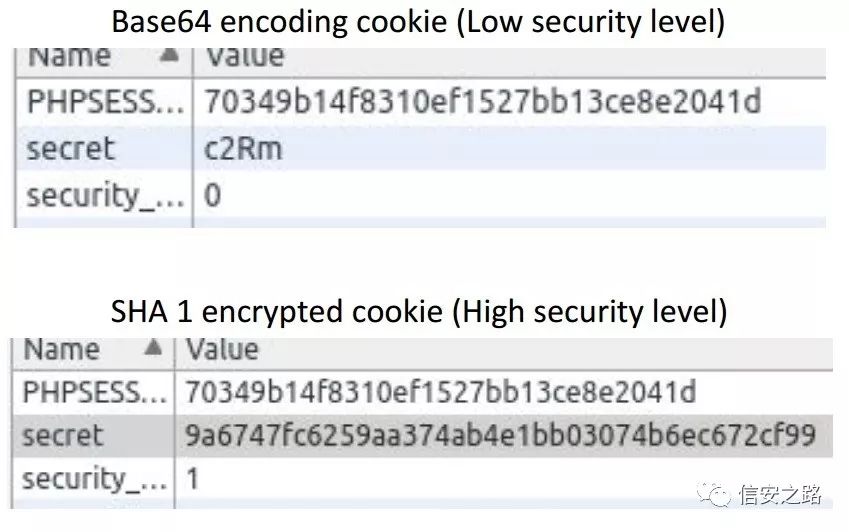 Base64 encoding cookie (Low security level)
Name Value
PHPSESS... 70349b14f8310ef1527bb13ce8e2041d
secret c2Rm
security_... 0
SHA 1 encrypted cookie (High security level)
Name Value
PHPSESS... 70349b14f8310ef1527bb13ce8e2041d
secret 9a6747fc6259aa374ab4e1bb03074b6ec672cf99
security_... 1
信安之路